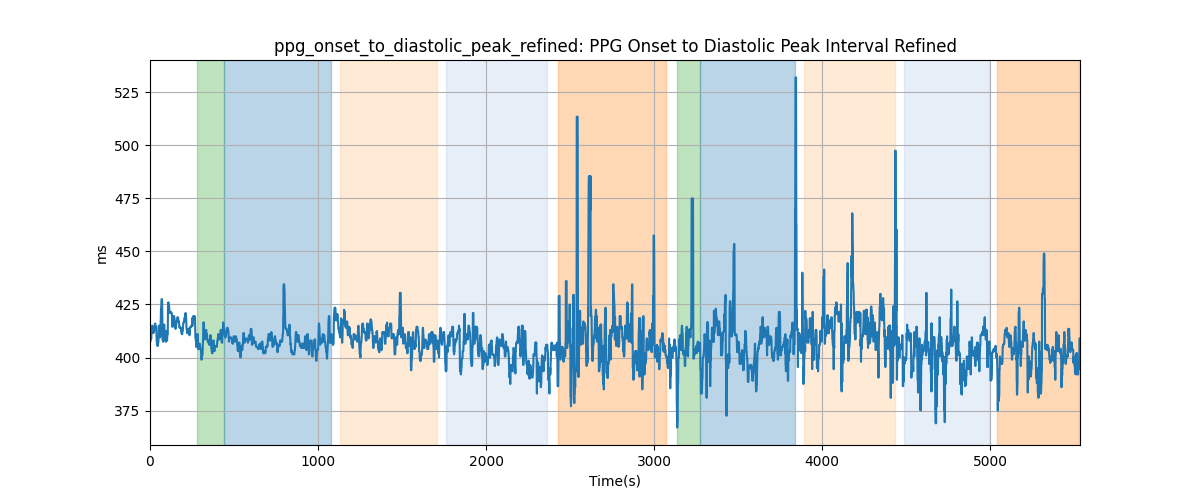 ppg_onset_to_diastolic_peak_refined: PPG Onset to Diastolic Peak Interval Refined
525
500
475
450
425
400
375
ms
0 1000 2000 3000 4000 5000
Time(s)